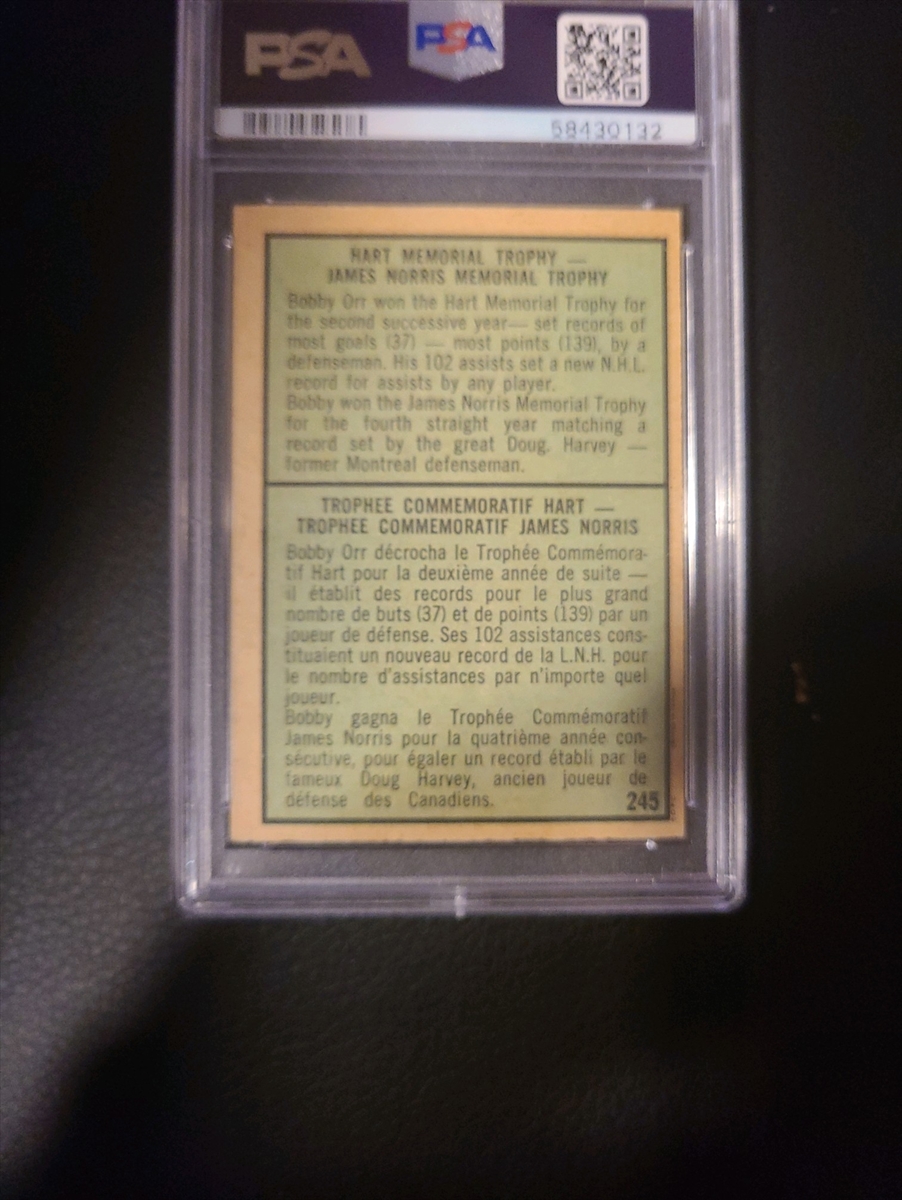 PSA
PSA
58430132
HART MEMORIAL TROPHY —
JAMES NORRIS MEMORIAL TROPHY
Bobby Orr won the Hart Memorial Trophy for
the second successive year— set records of
most goals (37) — most points (139), by a
defenseman. His 102 assists set a new N.H.L.
record for assists by any player.
Bobby won the James Norris Memorial Trophy
for the fourth straight year matching a
record set by the great Doug. Harvey —
former Montreal defenseman.
TROPHEE COMMEMORATIF HART —
TROPHEE COMMEMORATIF JAMES NORRIS
Bobby Orr décrocha le Trophée Commémora-
tif Hart pour la deuxième année de suite —
il établit des records pour le plus grand
nombre de buts (37) et de points (139) par un
joueur de défense. Ses 102 assistances cons-
tituaient un nouveau record de la L.N.H. pour
le nombre d'assistances par n'importe quel
joueur.
Bobby gagna le Trophée Commémoratif
James Norris pour la quatrième année con-
sécutive, pour égaler un record établi par le
fameux Doug Harvey, ancien joueur de
défense des Canadiens.
245